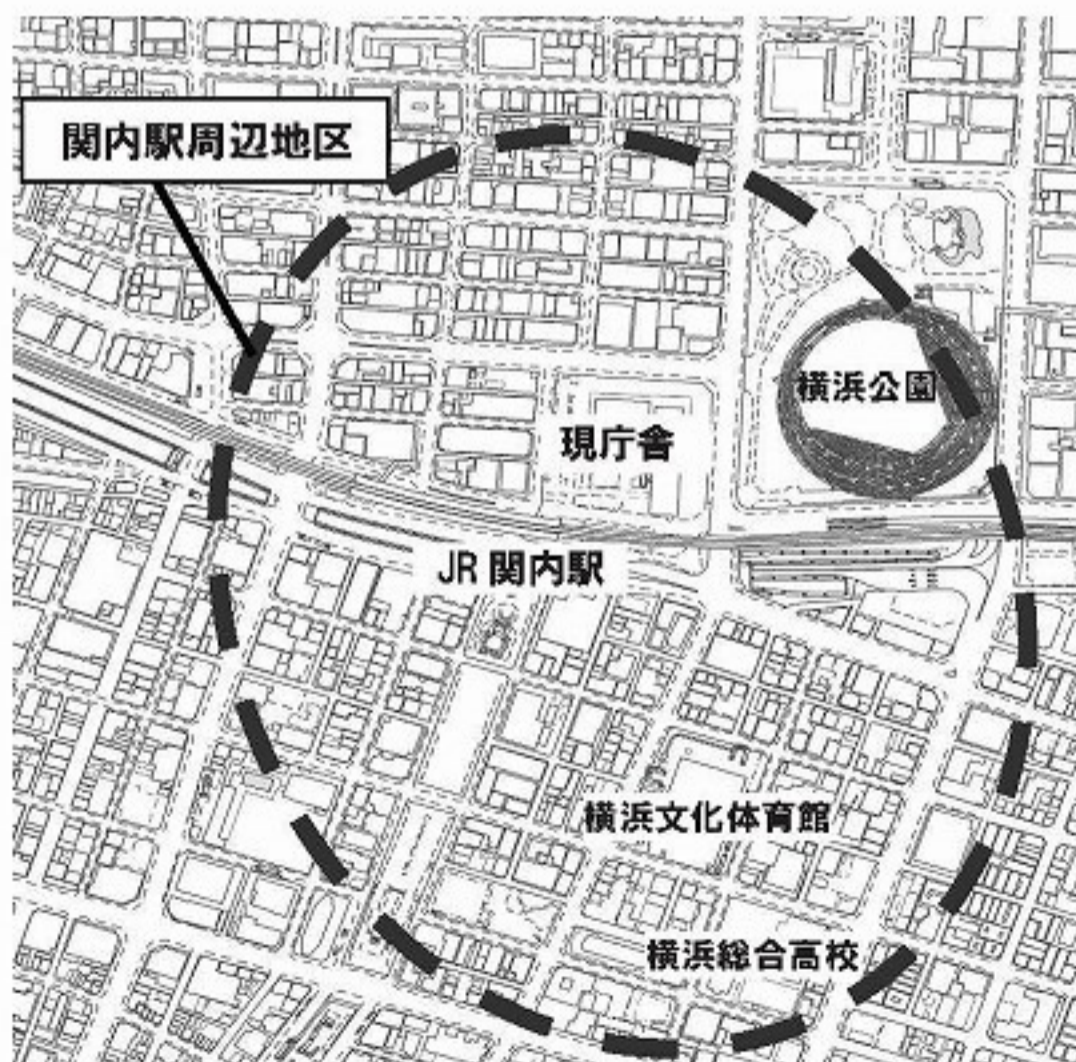 関内駅周辺地区
横浜公園
現庁舎
JR 関内駅
横浜文化体育館
横浜総合高校